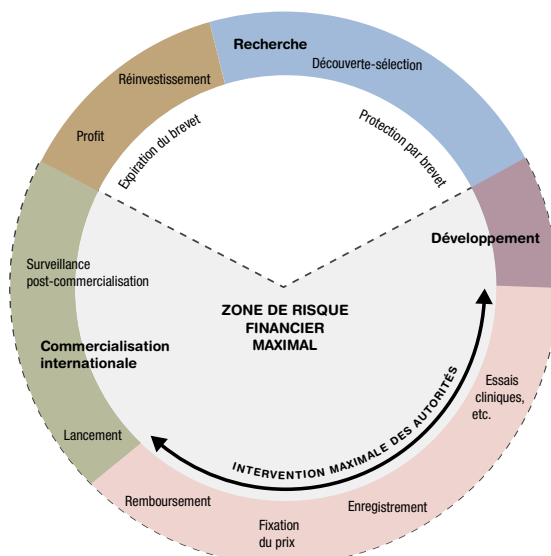 Recherche
Découverte-sélection
Réinvestissement
Profit
Expiration du brevet
Protection par brevet
Développement
Surveillance
post-commercialisation
ZONE DE RISQUE
FINANCIER
MAXIMAL
Commercialisation
internationale
Essais
cliniques,
etc.
Lancement
INTERVENTION MAXIMALE DES AUTORITÉS
Remboursement
Enregistrement
Fixation
du prix